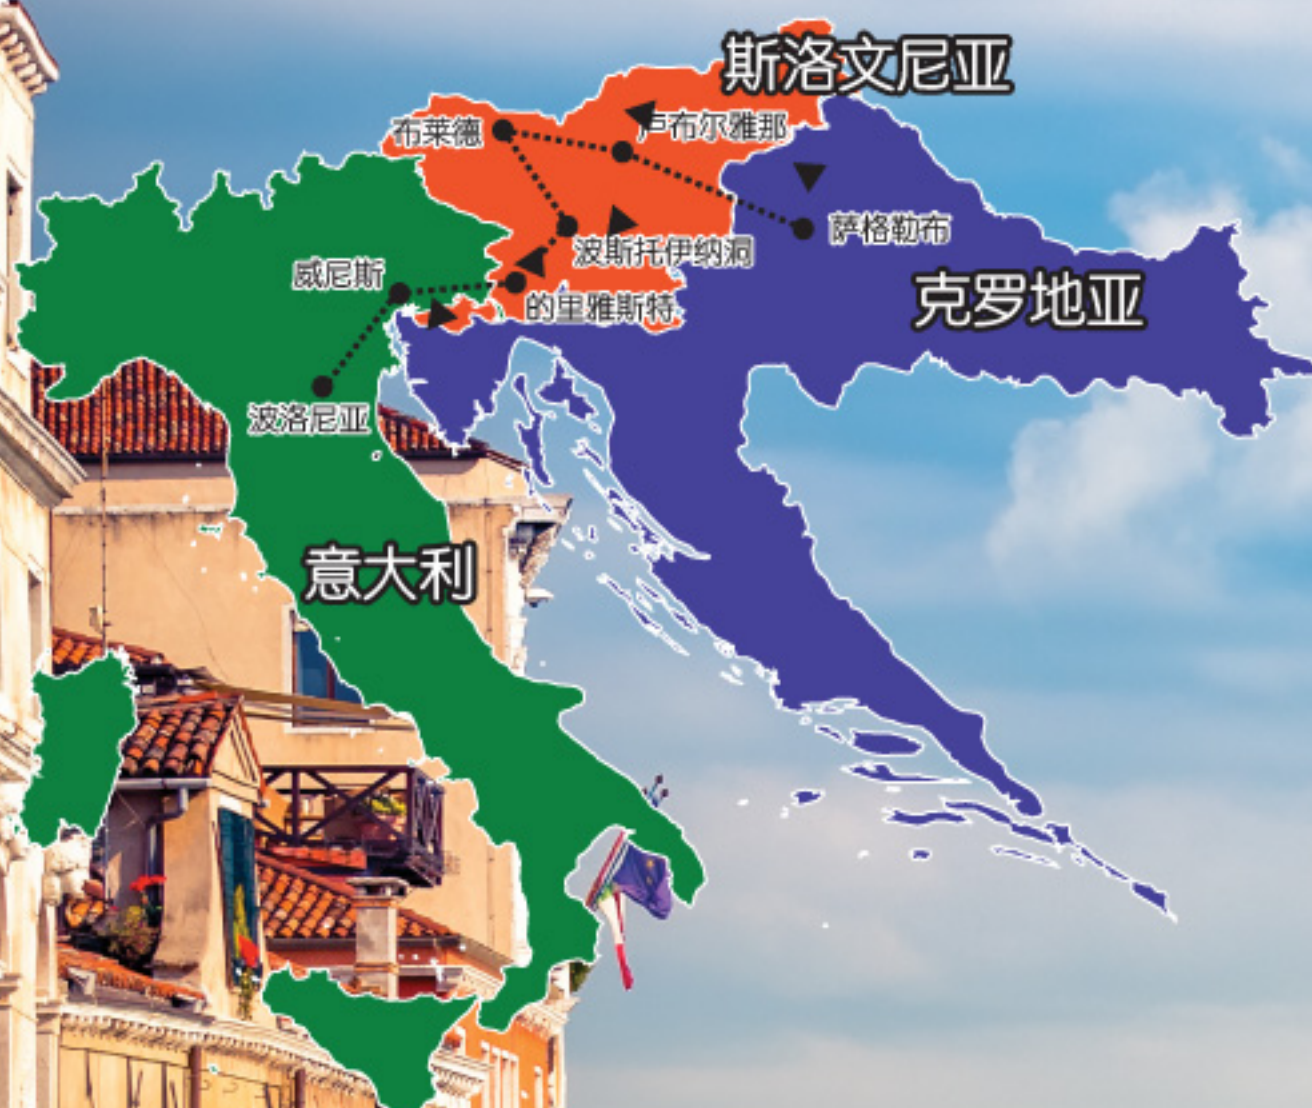 斯洛文尼亚
布莱德
卢布尔雅那
萨格勒布
波斯托伊纳洞
威尼斯
的里雅斯特
克罗地亚
波洛尼亚
意大利